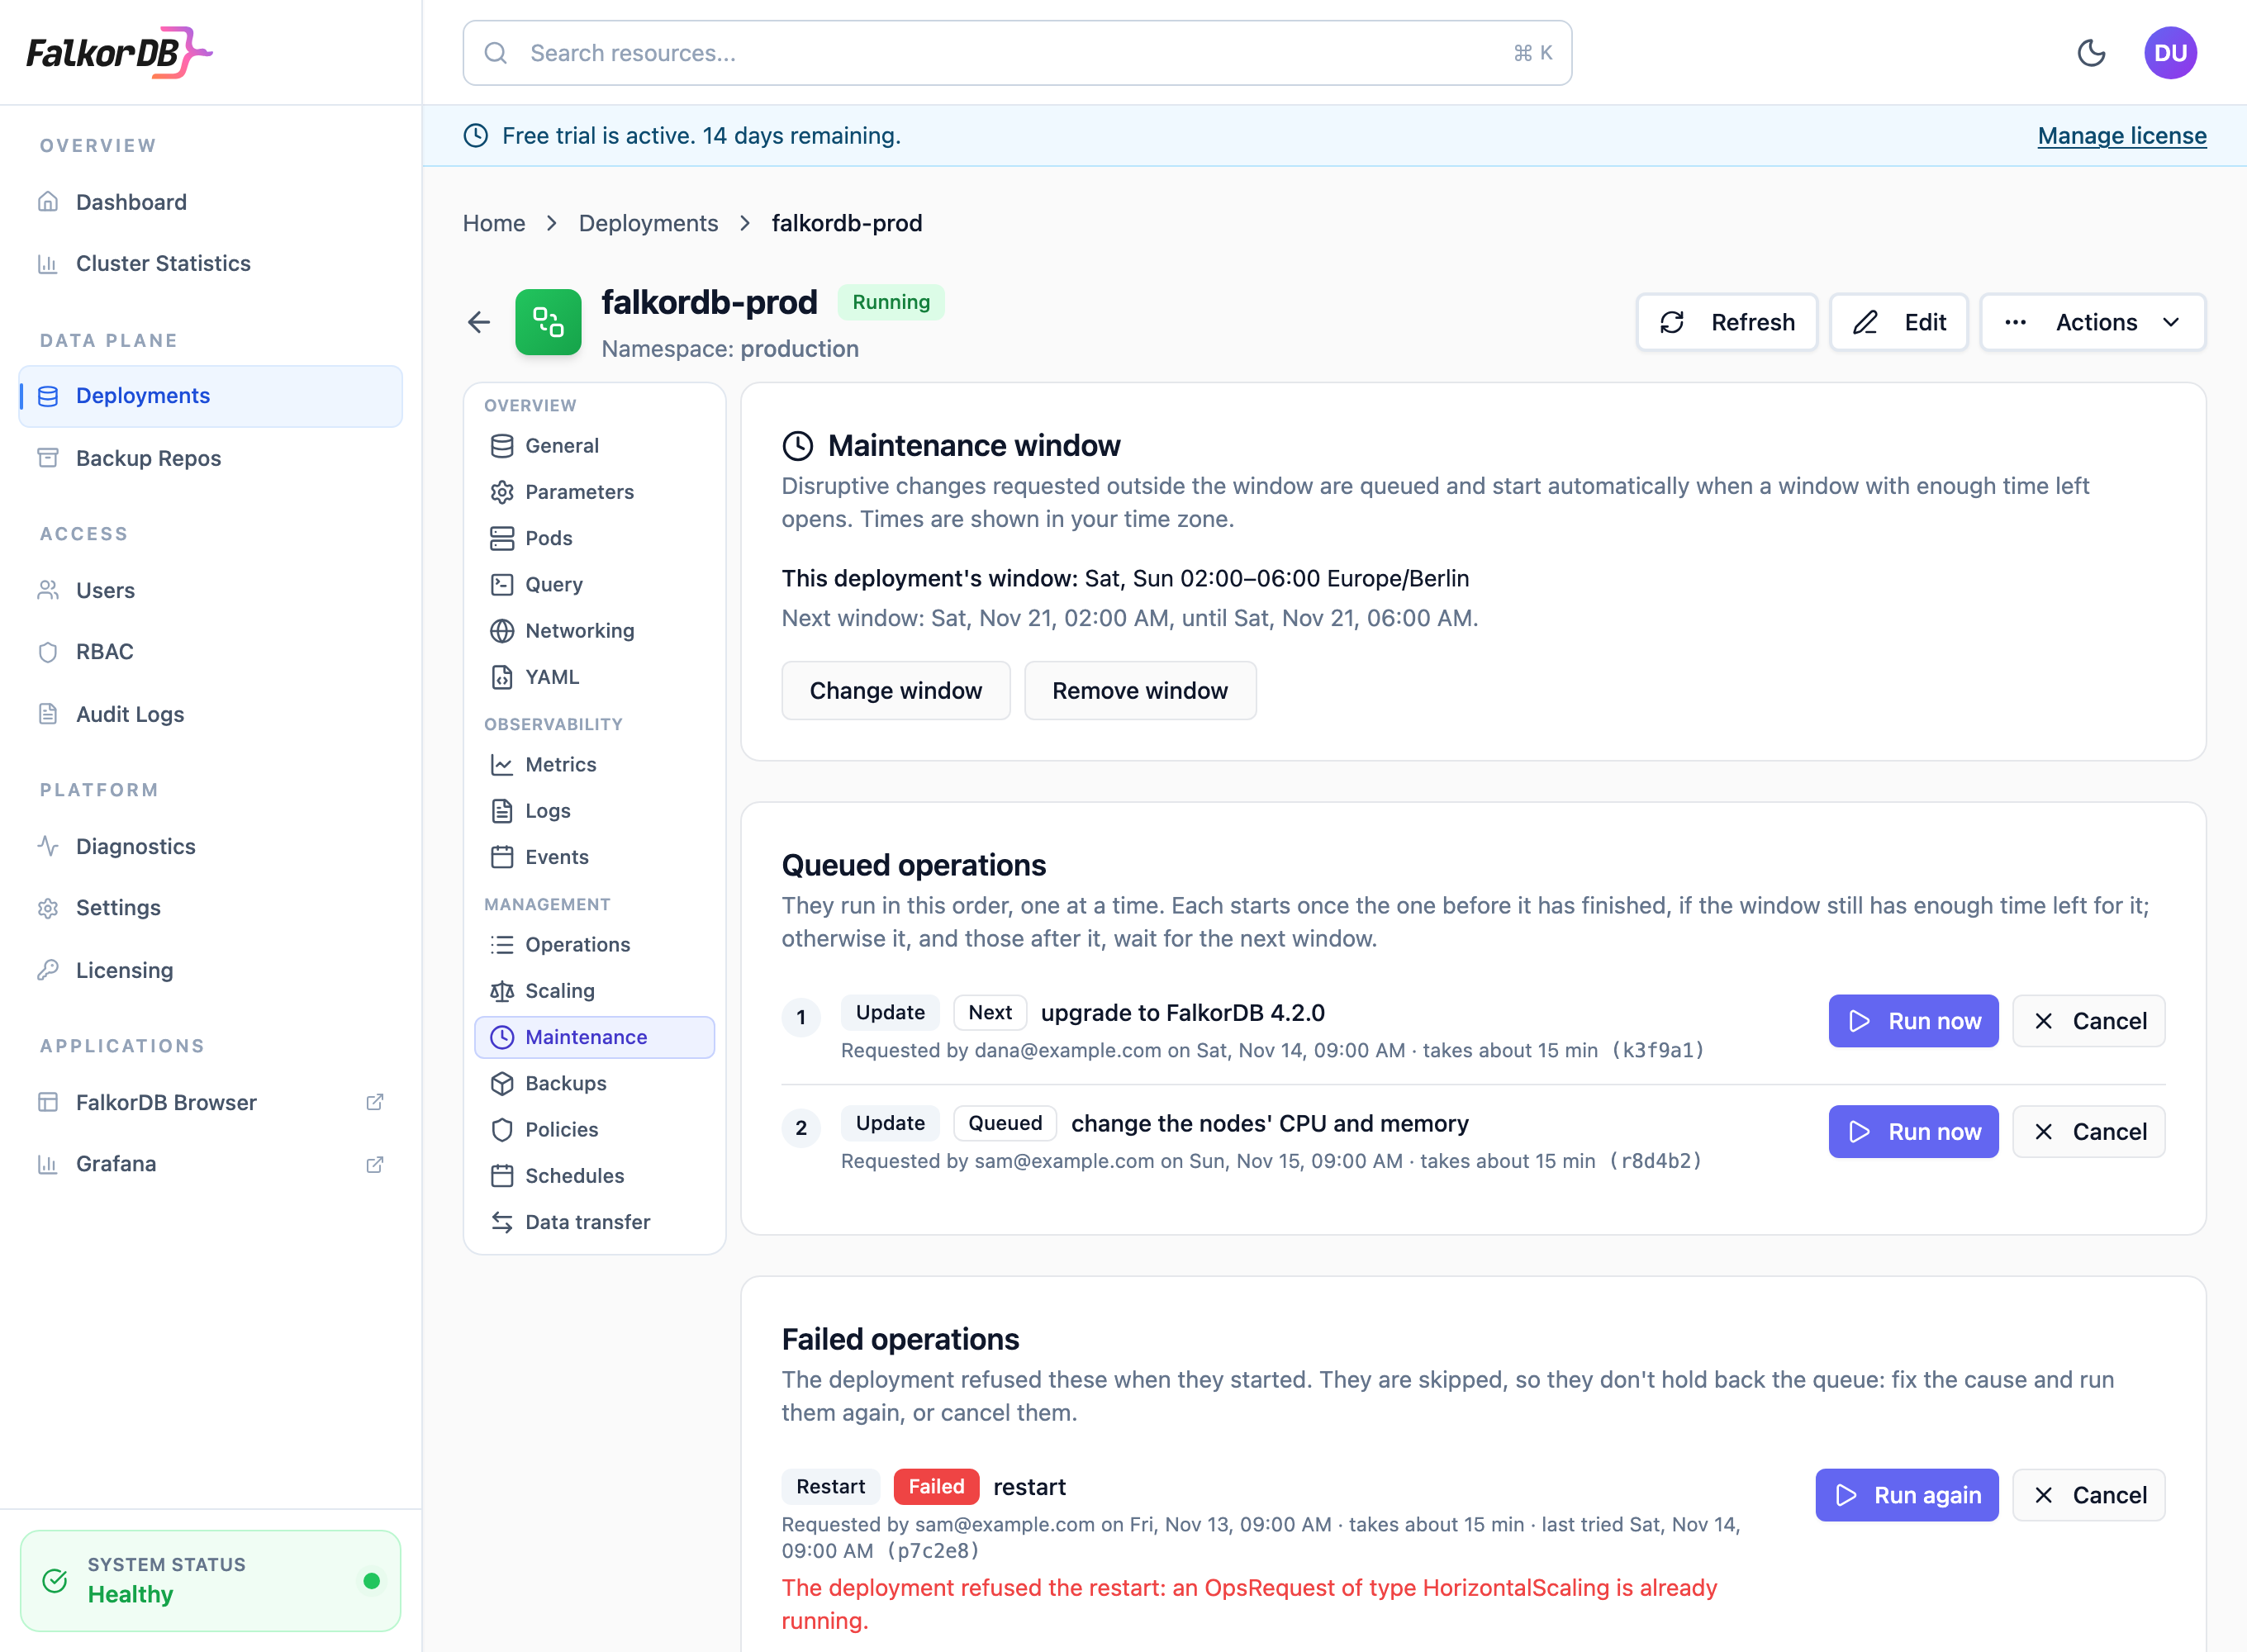 FalkorDB
Search resources...
⌘ K
DU
Free trial is active. 14 days remaining.
Manage license
OVERVIEW
Dashboard
Cluster Statistics
DATA PLANE
Deployments
Backup Repos
ACCESS
Users
RBAC
Audit Logs
PLATFORM
Diagnostics
Settings
Licensing
APPLICATIONS
FalkorDB Browser
Grafana
SYSTEM STATUS
Healthy
Home > Deployments > falkordb-prod
falkordb-prod Running
Namespace: production
Refresh
Edit
Actions
OVERVIEW
General
Parameters
Pods
Query
Networking
YAML
OBSERVABILITY
Metrics
Logs
Events
MANAGEMENT
Operations
Scaling
Maintenance
Backups
Policies
Schedules
Data transfer
Maintenance window
Disruptive changes requested outside the window are queued and start automatically when a window with enough time left
opens. Times are shown in your time zone.
This deployment's window: Sat, Sun 02:00–06:00 Europe/Berlin
Next window: Sat, Nov 21, 02:00 AM, until Sat, Nov 21, 06:00 AM.
Change window
Remove window
Queued operations
They run in this order, one at a time. Each starts once the one before it has finished, if the window still has enough time left for it;
otherwise it, and those after it, wait for the next window.
1 Update Next upgrade to FalkorDB 4.2.0
Requested by dana@example.com on Sat, Nov 14, 09:00 AM · takes about 15 min (k3f9a1)
Run now
Cancel
2 Update Queued change the nodes' CPU and memory
Requested by sam@example.com on Sun, Nov 15, 09:00 AM · takes about 15 min (r8d4b2)
Run now
Cancel
Failed operations
The deployment refused these when they started. They are skipped, so they don't hold back the queue: fix the cause and run
them again, or cancel them.
Restart Failed restart
Requested by sam@example.com on Fri, Nov 13, 09:00 AM · takes about 15 min · last tried Sat, Nov 14,
09:00 AM (p7c2e8)
The deployment refused the restart: an OpsRequest of type HorizontalScaling is already
running.
Run again
Cancel